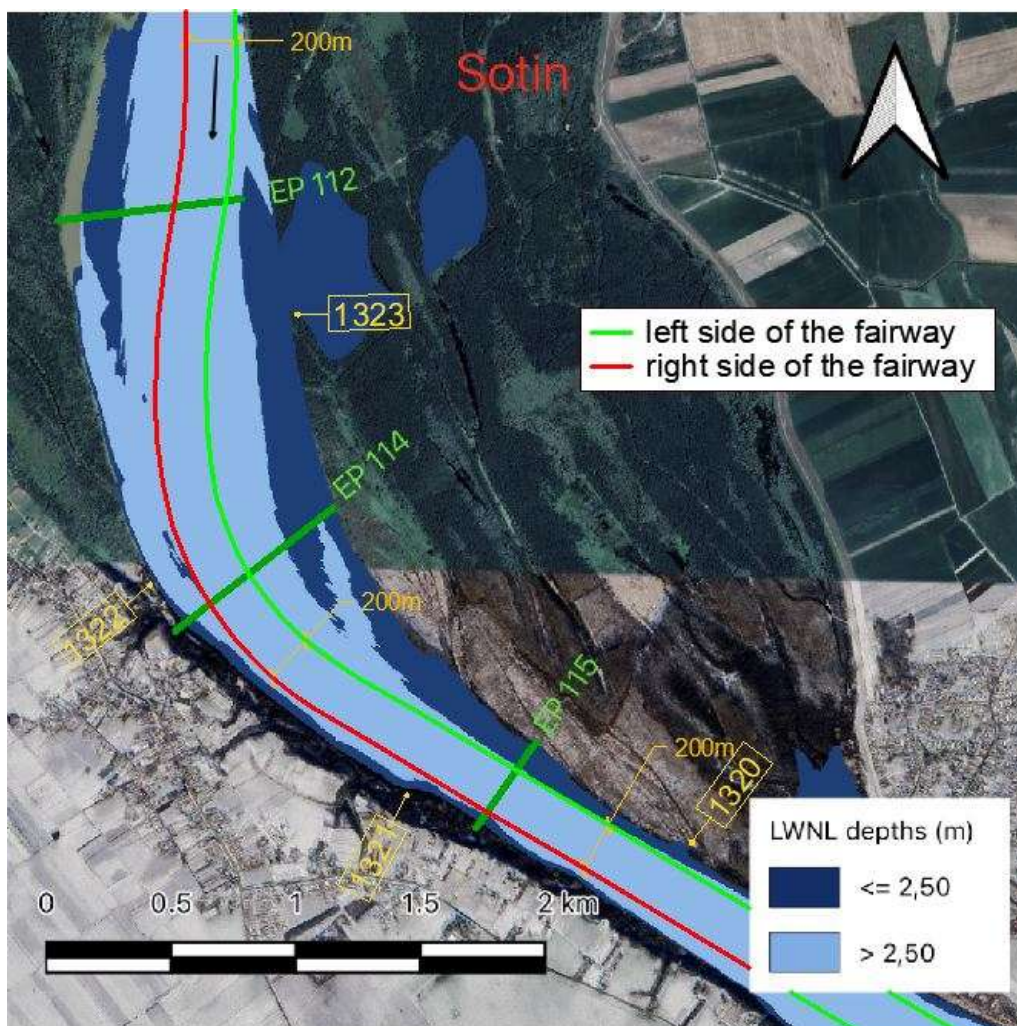 200m
Sotin
EP 112
1323
left side of the fairway
right side of the fairway
EP 114
1322
200m
EP 115
200m
1320
1321
LWNL depths (m)
<= 2,50
> 2,50
0 0.5 1 1.5 2 km